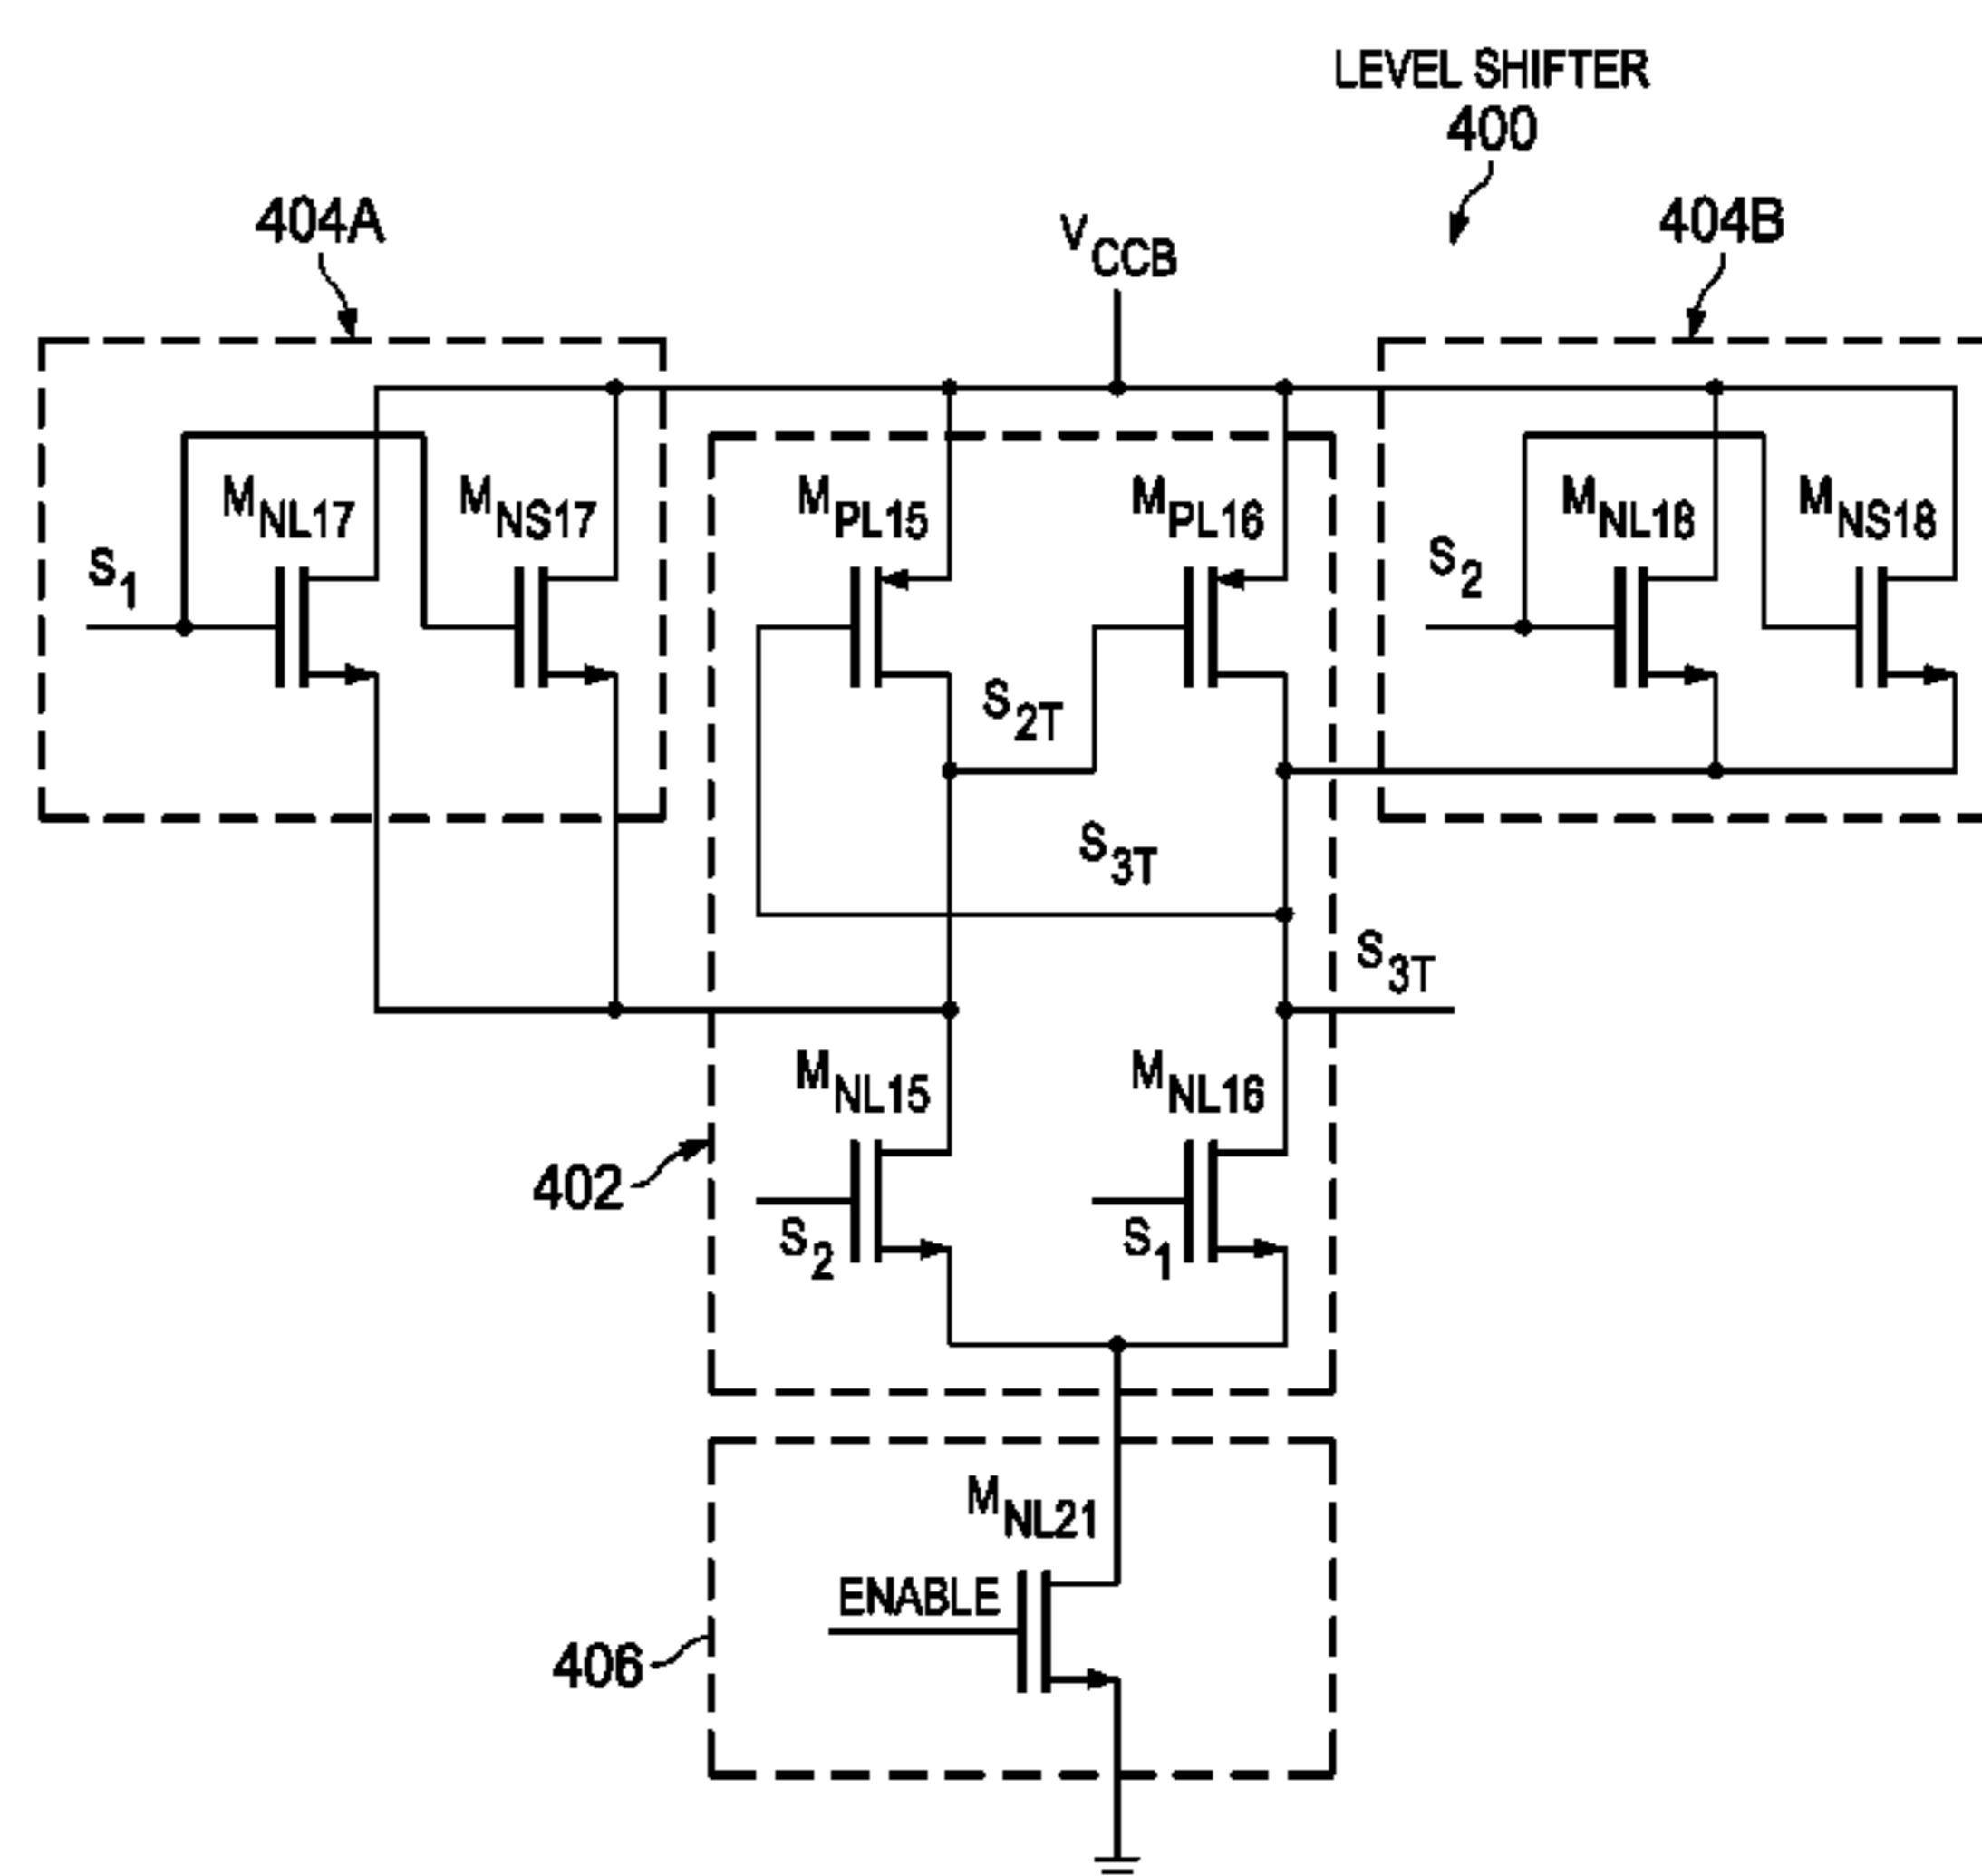 LEVEL SHIFTER
400
404A
404B
VCCB
MNL17
MNS17
MPL15
MPL16
MNL18
MNS18
S1
S2
S2T
S3T
S3T
MNL15
MNL16
402
S2
S1
MNL21
ENABLE
406